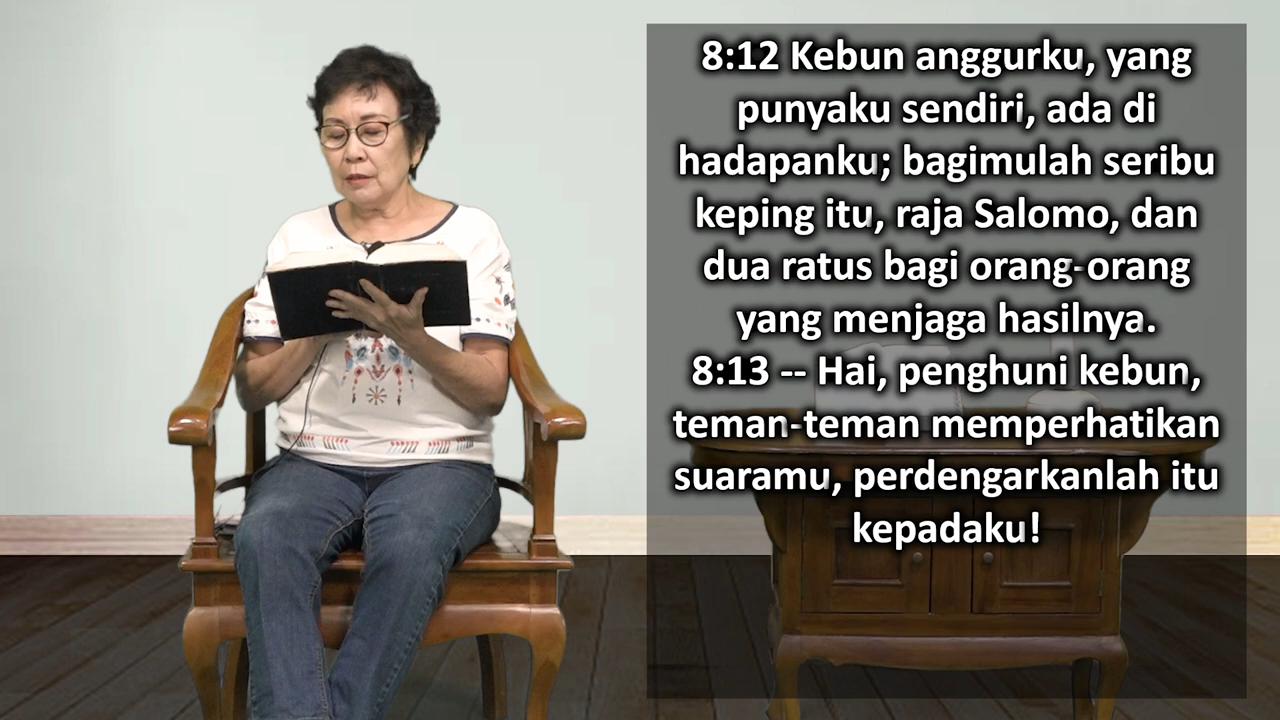 8:12 Kebun anggurku, yang
punyaku sendiri, ada di
hadapanku; bagimulah seribu
keping itu, raja Salomo, dan
dua ratus bagi orang-orang
yang menjaga hasilnya.
8:13 -- Hai, penghuni kebun,
teman-teman memperhatikan
suaramu, perdengarkanlah itu
kepadaku!